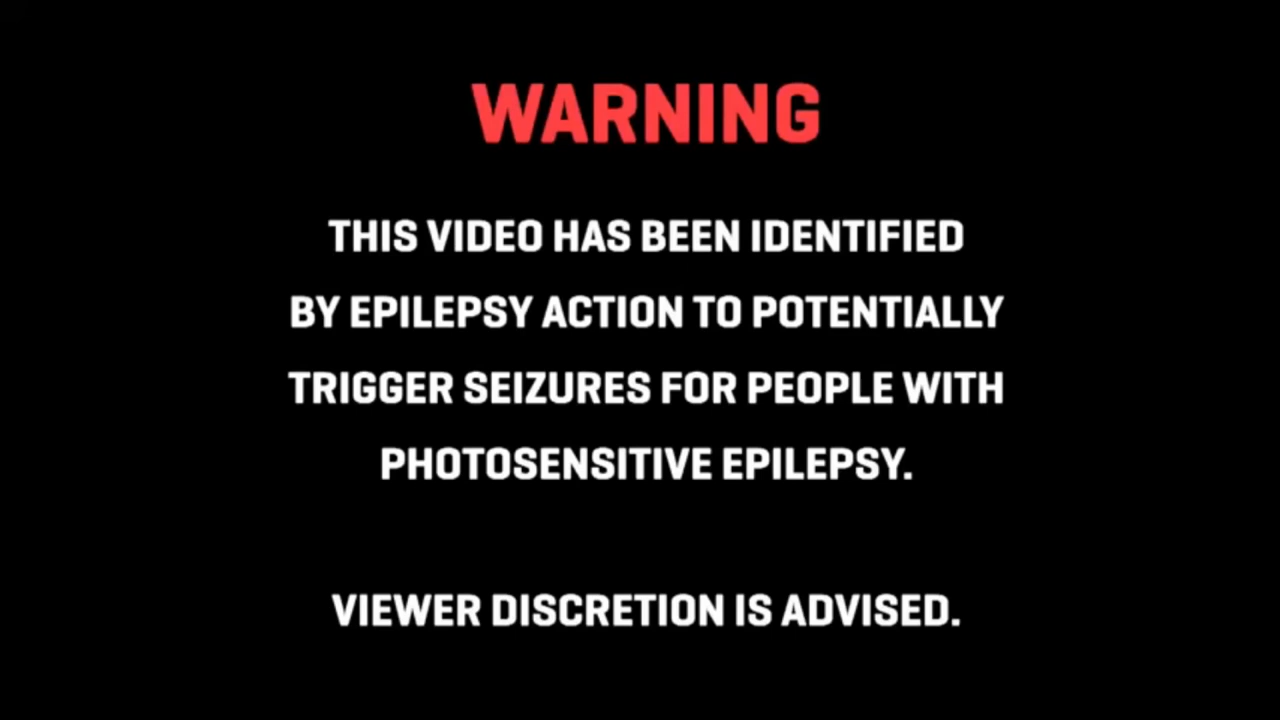 WARNING
THIS VIDEO HAS BEEN IDENTIFIED
BY EPILEPSY ACTION TO POTENTIALLY
TRIGGER SEIZURES FOR PEOPLE WITH
PHOTOSENSITIVE EPILEPSY.
VIEWER DISCRETION IS ADVISED.